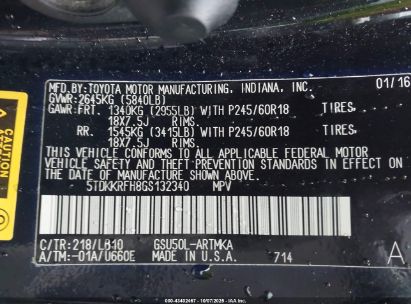 MFD. BY: TOYOTA MOTOR MANUFACTURING, INDIANA, INC. 01/16
GVWR: 2645KG (5840LB)
GAWR: FRT. 1340KG (2955LB) WITH P245/60R18 TIRES
18X7.5J RIMS
RR. 1545KG (3415LB) WITH P245/60R18 TIRES
18X7.5J RIMS
THIS VEHICLE CONFORMS TO ALL APPLICABLE FEDERAL MOTOR
VEHICLE SAFETY AND THEFT PREVENTION STANDARDS IN EFFECT ON
THE DATE OF MANUFACTURE SHOWN ABOVE.
5TDKKRFH8GS132340 MPV
C/TR: 218/LB10 GSU50L-ARTMKA
A/TM: -01A/U660E MADE IN U.S.A. 714 A
CAUTION